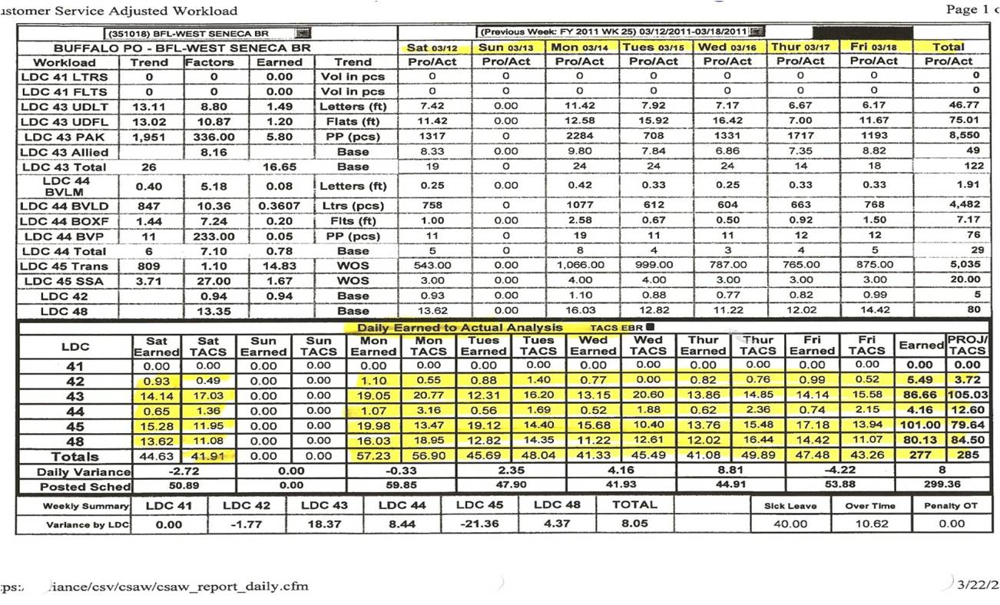 ustomer Service Adjusted Workload Page 1 o
(351018) BFL-WEST SENECA BR (Previous Week: FY 2011 WK 25) 03/12/2011-03/18/2011
BUFFALO PO - BFL-WEST SENECA BR Sat 03/12 Sun 03/13 Mon 03/14 Tues 03/15 Wed 03/16 Thur 03/17 Fri 03/18 Total
Workload Trend Factors Earned Trend Pro/Act Pro/Act Pro/Act Pro/Act Pro/Act Pro/Act Pro/Act Pro/Act
LDC 41 LTRS 0 0 0.00 Vol in pcs 0 0 0 0 0 0 0 0
LDC 41 FLTS 0 0 0.00 Vol in pcs 0 0 0 0 0 0 0 0
LDC 43 UDLT 13.11 8.80 1.49 Letters (ft) 7.42 0.00 11.42 7.92 7.17 6.67 6.17 46.77
LDC 43 UDFL 13.02 10.87 1.20 Flats (ft) 11.42 0.00 12.58 15.92 16.42 7.00 11.67 75.01
LDC 43 PAK 1,951 336.00 5.80 PP (pcs) 1317 0 2284 708 1331 1717 1193 8,550
LDC 43 Allied 8.16 Base 8.33 0.00 9.80 7.84 6.86 7.35 8.82 49
LDC 43 Total 26 16.65 Base 19 0 24 24 24 14 18 122
LDC 44 BVLM 0.40 5.18 0.08 Letters (ft) 0.25 0.00 0.42 0.33 0.25 0.33 0.33 1.91
LDC 44 BVLD 847 10.36 0.3607 Ltrs (pcs) 758 0 1077 612 604 663 768 4,482
LDC 44 BOXF 1.44 7.24 0.20 Flts (ft) 1.00 0.00 2.58 0.67 0.50 0.92 1.50 7.17
LDC 44 BVP 11 233.00 0.05 PP (pcs) 11 0 19 11 11 12 12 76
LDC 44 Total 6 7.10 0.78 Base 5 0 8 4 3 4 5 29
LDC 45 Trans 809 1.10 14.83 WOS 543.00 0.00 1,066.00 999.00 787.00 765.00 875.00 5,035
LDC 45 SSA 3.71 27.00 1.67 WOS 3.00 0.00 4.00 4.00 3.00 3.00 3.00 20.00
LDC 42 0.94 0.94 Base 0.93 0.00 1.10 0.88 0.77 0.82 0.99 5
LDC 48 13.35 Base 13.62 0.00 16.03 12.82 11.22 12.02 14.42 80
Daily Earned to Actual Analysis TACS EBR
LDC Sat Earned Sat TACS Sun Earned Sun TACS Mon Earned Mon TACS Tues Earned Tues TACS Wed Earned Wed TACS Thur Earned Thur TACS Fri Earned Fri TACS Earned PROJ/ TACS
41 0.00 0.00 0.00 0.00 0.00 0.00 0.00 0.00 0.00 0.00 0.00 0.00 0.00 0.00 0.00 0.00
42 0.93 0.49 0.00 0.00 1.10 0.55 0.88 1.40 0.77 0.00 0.82 0.76 0.99 0.52 5.49 3.72
43 14.14 17.03 0.00 0.00 19.05 20.77 12.31 16.20 13.15 20.60 13.86 14.85 14.14 15.58 86.66 105.03
44 0.65 1.36 0.00 0.00 1.07 3.16 0.56 1.69 0.52 1.88 0.62 2.36 0.74 2.15 4.16 12.60
45 15.28 11.95 0.00 0.00 19.98 13.47 19.12 14.40 15.68 10.40 13.76 15.48 17.18 13.94 101.00 79.64
48 13.62 11.08 0.00 0.00 16.03 18.95 12.82 14.35 11.22 12.61 12.02 16.44 14.42 11.07 80.13 84.50
Totals 44.63 41.91 0.00 0.00 57.23 56.90 45.69 48.04 41.33 45.49 41.08 49.89 47.48 43.26 277 285
Daily Variance -2.72 0.00 -0.33 2.35 4.16 8.81 -4.22 8
Posted Sched 50.89 0.00 59.85 47.90 41.93 44.91 53.88 299.36
Weekly Summary LDC 41 LDC 42 LDC 43 LDC 44 LDC 45 LDC 48 TOTAL Sick Leave Over Time Penalty OT
Variance by LDC 0.00 -1.77 18.37 8.44 -21.36 4.37 8.05 40.00 10.62 0.00
ps: iance/csv/csaw/csaw_report_daily.cfm 3/22/2